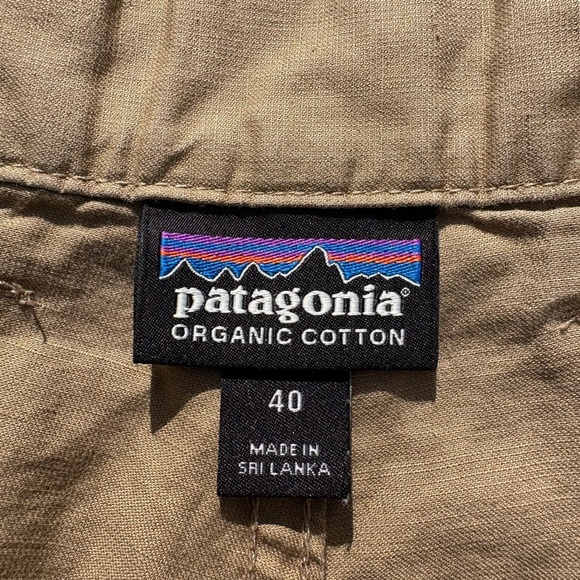 patagonia®
ORGANIC COTTON
40
MADE IN
SRI LANKA